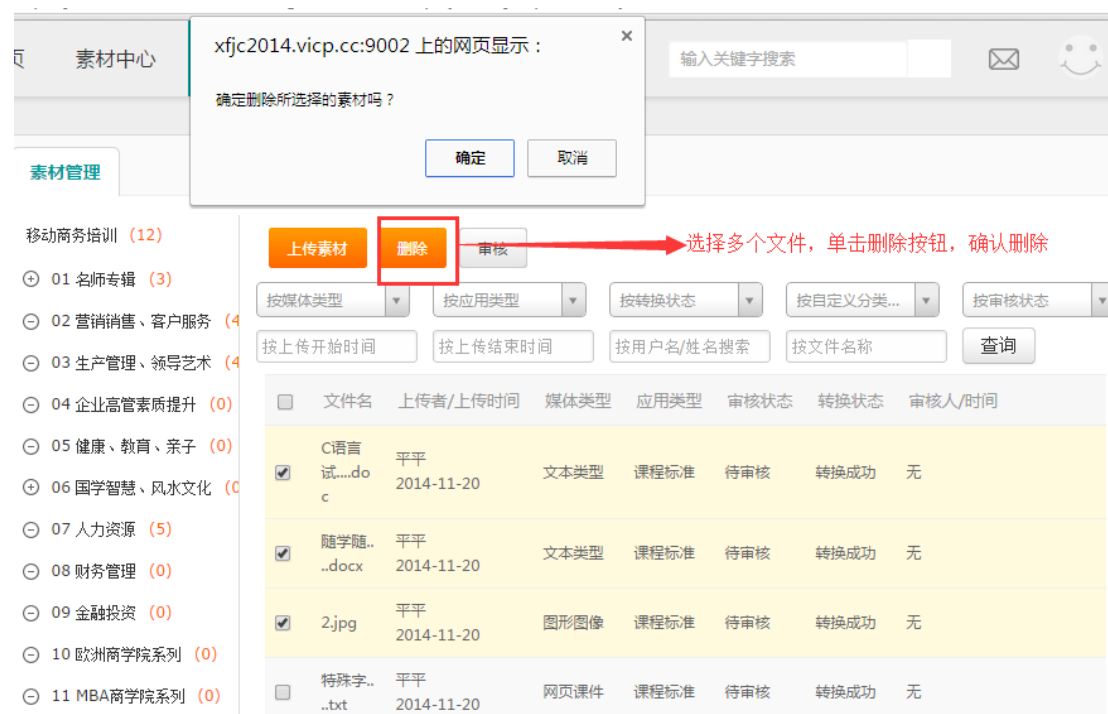 页 素材中心
xfjc2014.vicp.cc:9002 上的网页显示：
×
输入关键字搜索
确定删除所选择的素材吗？
确定 取消
素材管理
移动商务培训 (12)
01 名师专辑 (3)
02 营销销售、客户服务 (4
03 生产管理、领导艺术 (4
04 企业高管素质提升 (0)
05 健康、教育、亲子 (0)
06 国学智慧、风水文化 (0
07 人力资源 (5)
08 财务管理 (0)
09 金融投资 (0)
10 欧洲商学院系列 (0)
11 MBA商学院系列 (0)
上传素材 删除 审核
选择多个文件，单击删除按钮，确认删除
按媒体类型 按应用类型 按转换状态 按自定义分类... 按审核状态
按上传开始时间 按上传结束时间 按用户名/姓名搜索 按文件名称 查询
文件名 上传者/上传时间 媒体类型 应用类型 审核状态 转换状态 审核人/时间
C语言
试....do
c
平平
2014-11-20
文本类型 课程标准 待审核 转换成功 无
随学随..
..docx
平平
2014-11-20
文本类型 课程标准 待审核 转换成功 无
2.jpg
平平
2014-11-20
图形图像 课程标准 待审核 转换成功 无
特殊字..
..txt
平平
2014-11-20
网页课件 课程标准 待审核 转换成功 无